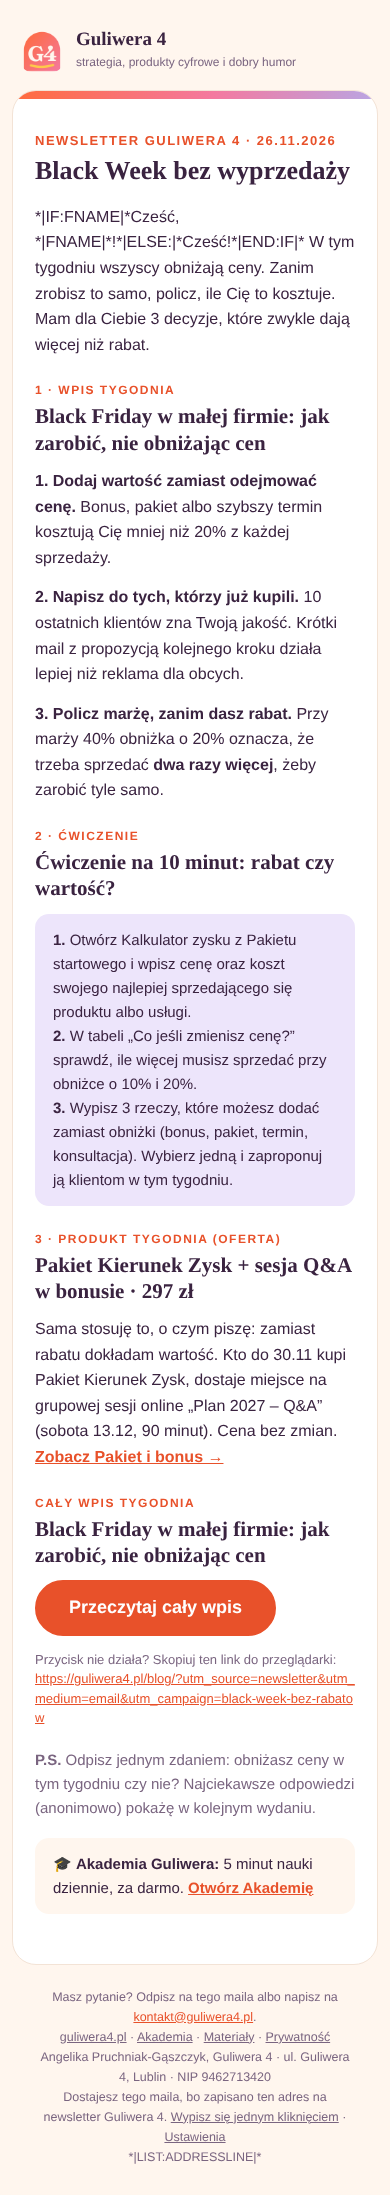 G4
Guliwera 4
strategia, produkty cyfrowe i dobry humor
NEWSLETTER GULIWERA 4 · 26.11.2026
Black Week bez wyprzedaży
*|IF:FNAME|*Cześć,
*|FNAME|*!*|ELSE:|*Cześć!*|END:IF|* W tym
tygodniu wszyscy obniżają ceny. Zanim
zrobisz to samo, policz, ile Cię to kosztuje.
Mam dla Ciebie 3 decyzje, które zwykle dają
więcej niż rabat.
1 · WPIS TYGODNIA
Black Friday w małej firmie: jak
zarobić, nie obniżając cen
1. Dodaj wartość zamiast odejmować
cenę. Bonus, pakiet albo szybszy termin
kosztują Cię mniej niż 20% z każdej
sprzedaży.
2. Napisz do tych, którzy już kupili. 10
ostatnich klientów zna Twoją jakość. Krótki
mail z propozycją kolejnego kroku działa
lepiej niż reklama dla obcych.
3. Policz marżę, zanim dasz rabat. Przy
marży 40% obniżka o 20% oznacza, że
trzeba sprzedać dwa razy więcej, żeby
zarobić tyle samo.
2 · ĆWICZENIE
Ćwiczenie na 10 minut: rabat czy
wartość?
1. Otwórz Kalkulator zysku z Pakietu
startowego i wpisz cenę oraz koszt
swojego najlepiej sprzedającego się
produktu albo usługi.
2. W tabeli „Co jeśli zmienisz cenę?”
sprawdź, ile więcej musisz sprzedać przy
obniżce o 10% i 20%.
3. Wypisz 3 rzeczy, które możesz dodać
zamiast obniżki (bonus, pakiet, termin,
konsultacja). Wybierz jedną i zaproponuj
ją klientom w tym tygodniu.
3 · PRODUKT TYGODNIA (OFERTA)
Pakiet Kierunek Zysk + sesja Q&A
w bonusie · 297 zł
Sama stosuję to, o czym piszę: zamiast
rabatu dokładam wartość. Kto do 30.11 kupi
Pakiet Kierunek Zysk, dostaje miejsce na
grupowej sesji online „Plan 2027 – Q&A”
(sobota 13.12, 90 minut). Cena bez zmian.
Zobacz Pakiet i bonus →
CAŁY WPIS TYGODNIA
Black Friday w małej firmie: jak
zarobić, nie obniżając cen
Przeczytaj cały wpis
Przycisk nie działa? Skopiuj ten link do przeglądarki:
https://guliwera4.pl/blog/?utm_source=newsletter&utm_
medium=email&utm_campaign=black-week-bez-rabato
w
P.S. Odpisz jednym zdaniem: obniżasz ceny w
tym tygodniu czy nie? Najciekawsze odpowiedzi
(anonimowo) pokażę w kolejnym wydaniu.
🎓 Akademia Guliwera: 5 minut nauki
dziennie, za darmo. Otwórz Akademię
Masz pytanie? Odpisz na tego maila albo napisz na
kontakt@guliwera4.pl.
guliwera4.pl · Akademia · Materiały · Prywatność
Angelika Pruchniak-Gąszczyk, Guliwera 4 · ul. Guliwera
4, Lublin · NIP 9462713420
Dostajesz tego maila, bo zapisano ten adres na
newsletter Guliwera 4. Wypisz się jednym kliknięciem ·
Ustawienia
*|LIST:ADDRESSLINE|*